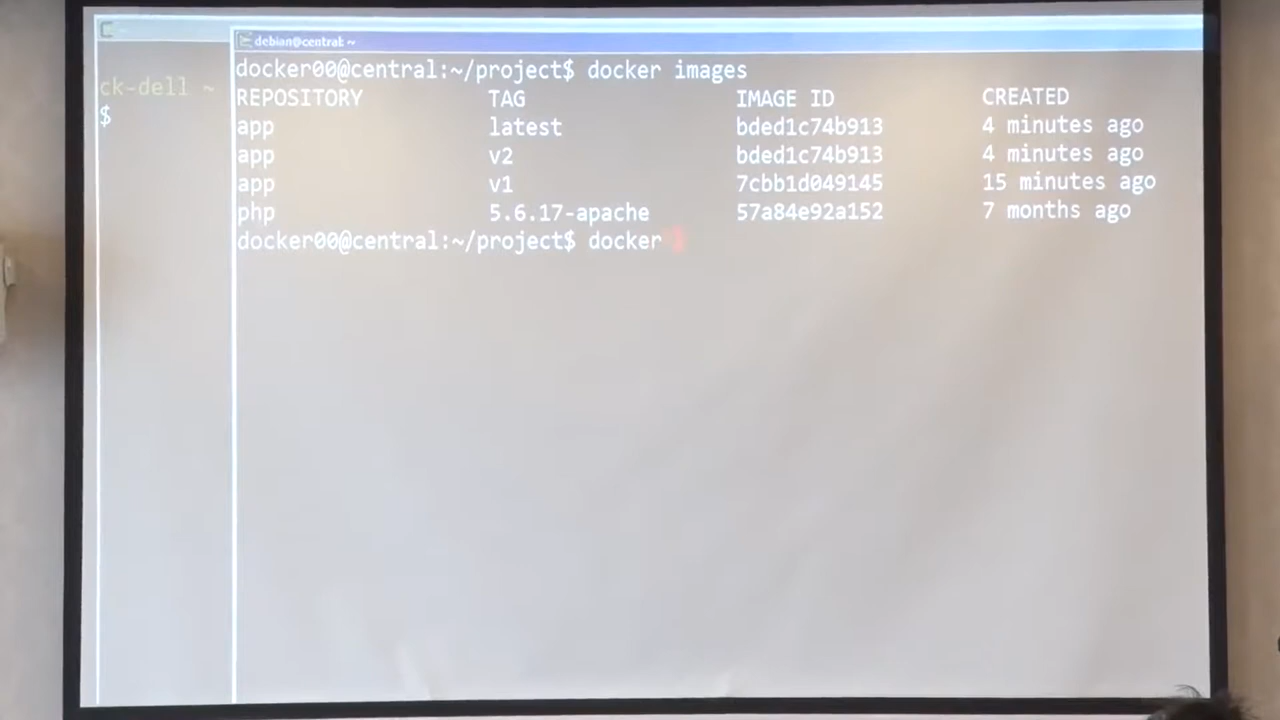 debian@central: ~
docker00@central:~/project$ docker images
REPOSITORY TAG IMAGE ID CREATED
app latest bded1c74b913 4 minutes ago
app v2 bded1c74b913 4 minutes ago
app v1 7cbb1d049145 15 minutes ago
php 5.6.17-apache 57a84e92a152 7 months ago
docker00@central:~/project$ docker
ck-dell ~
$